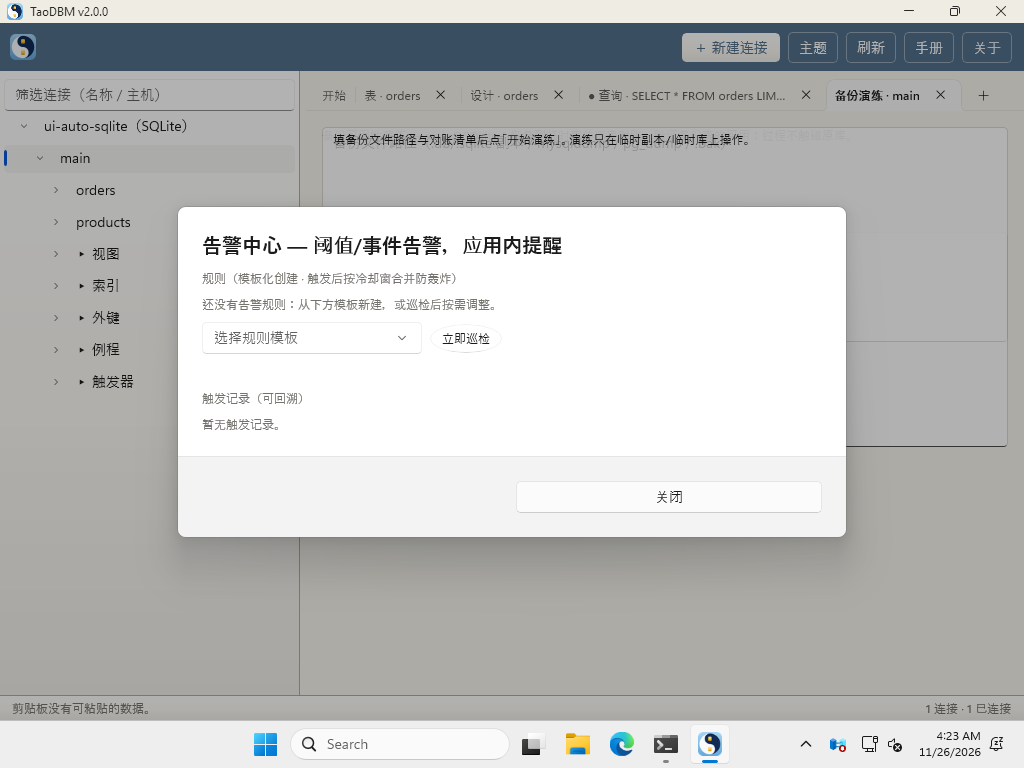 TaoDBM v2.0.0
+ 新建连接
主题
刷新
手册
关于
筛选连接（名称 / 主机）
ui-auto-sqlite（SQLite）
main
orders
products
视图
索引
外键
例程
触发器
开始
表 · orders
设计 · orders
● 查询 · SELECT * FROM orders LIM...
备份演练 · main
填备份文件路径与对账清单后点「开始演练」。演练只在临时副本/临时库上操作。
告警中心 — 阈值/事件告警，应用内提醒
规则（模板化创建 · 触发后按冷却窗合并防轰炸）
还没有告警规则：从下方模板新建，或巡检后按需调整。
选择规则模板
立即巡检
触发记录（可回溯）
暂无触发记录。
关闭
剪贴板没有可粘贴的数据。
1 连接 · 1 已连接
Search
4:23 AM
11/26/2026